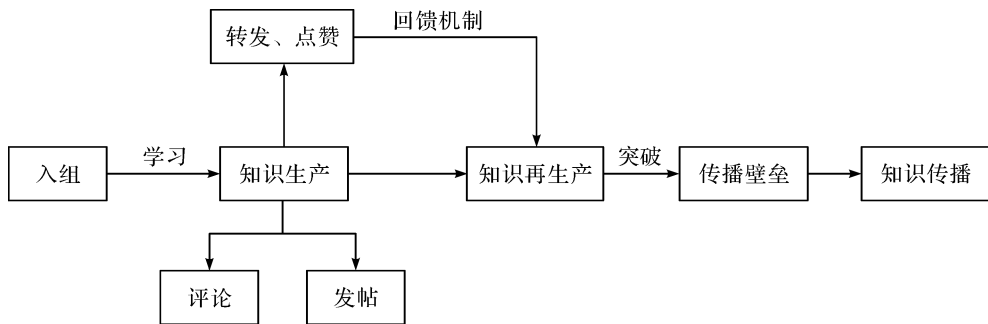 转发、点赞
回馈机制
入组
学习
知识生产
知识再生产
突破
传播壁垒
知识传播
评论
发帖